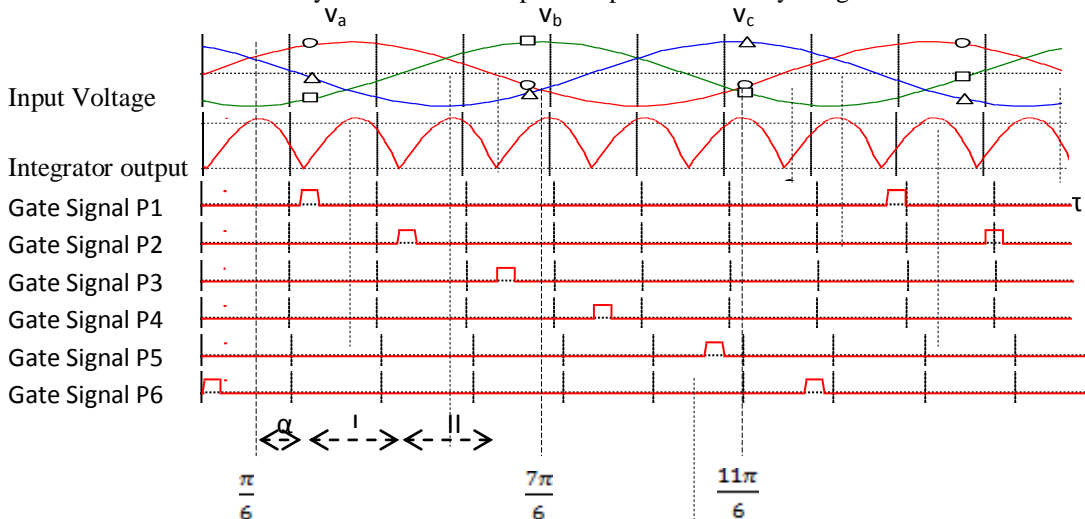 va vb vc
Input Voltage
Integrator output
Gate Signal P1 τ
Gate Signal P2
Gate Signal P3
Gate Signal P4
Gate Signal P5
Gate Signal P6
α I II
π/6 7π/6 11π/6